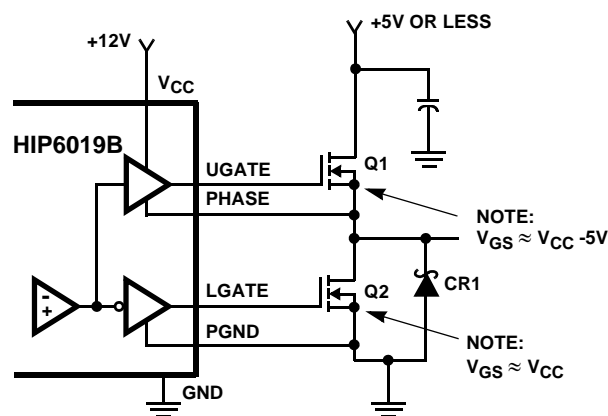 +12V
+5V OR LESS
VCC
HIP6019B
UGATE
Q1
PHASE
NOTE:
VGS ≈ VCC -5V
- +
LGATE
Q2
CR1
PGND
NOTE:
VGS ≈ VCC
GND